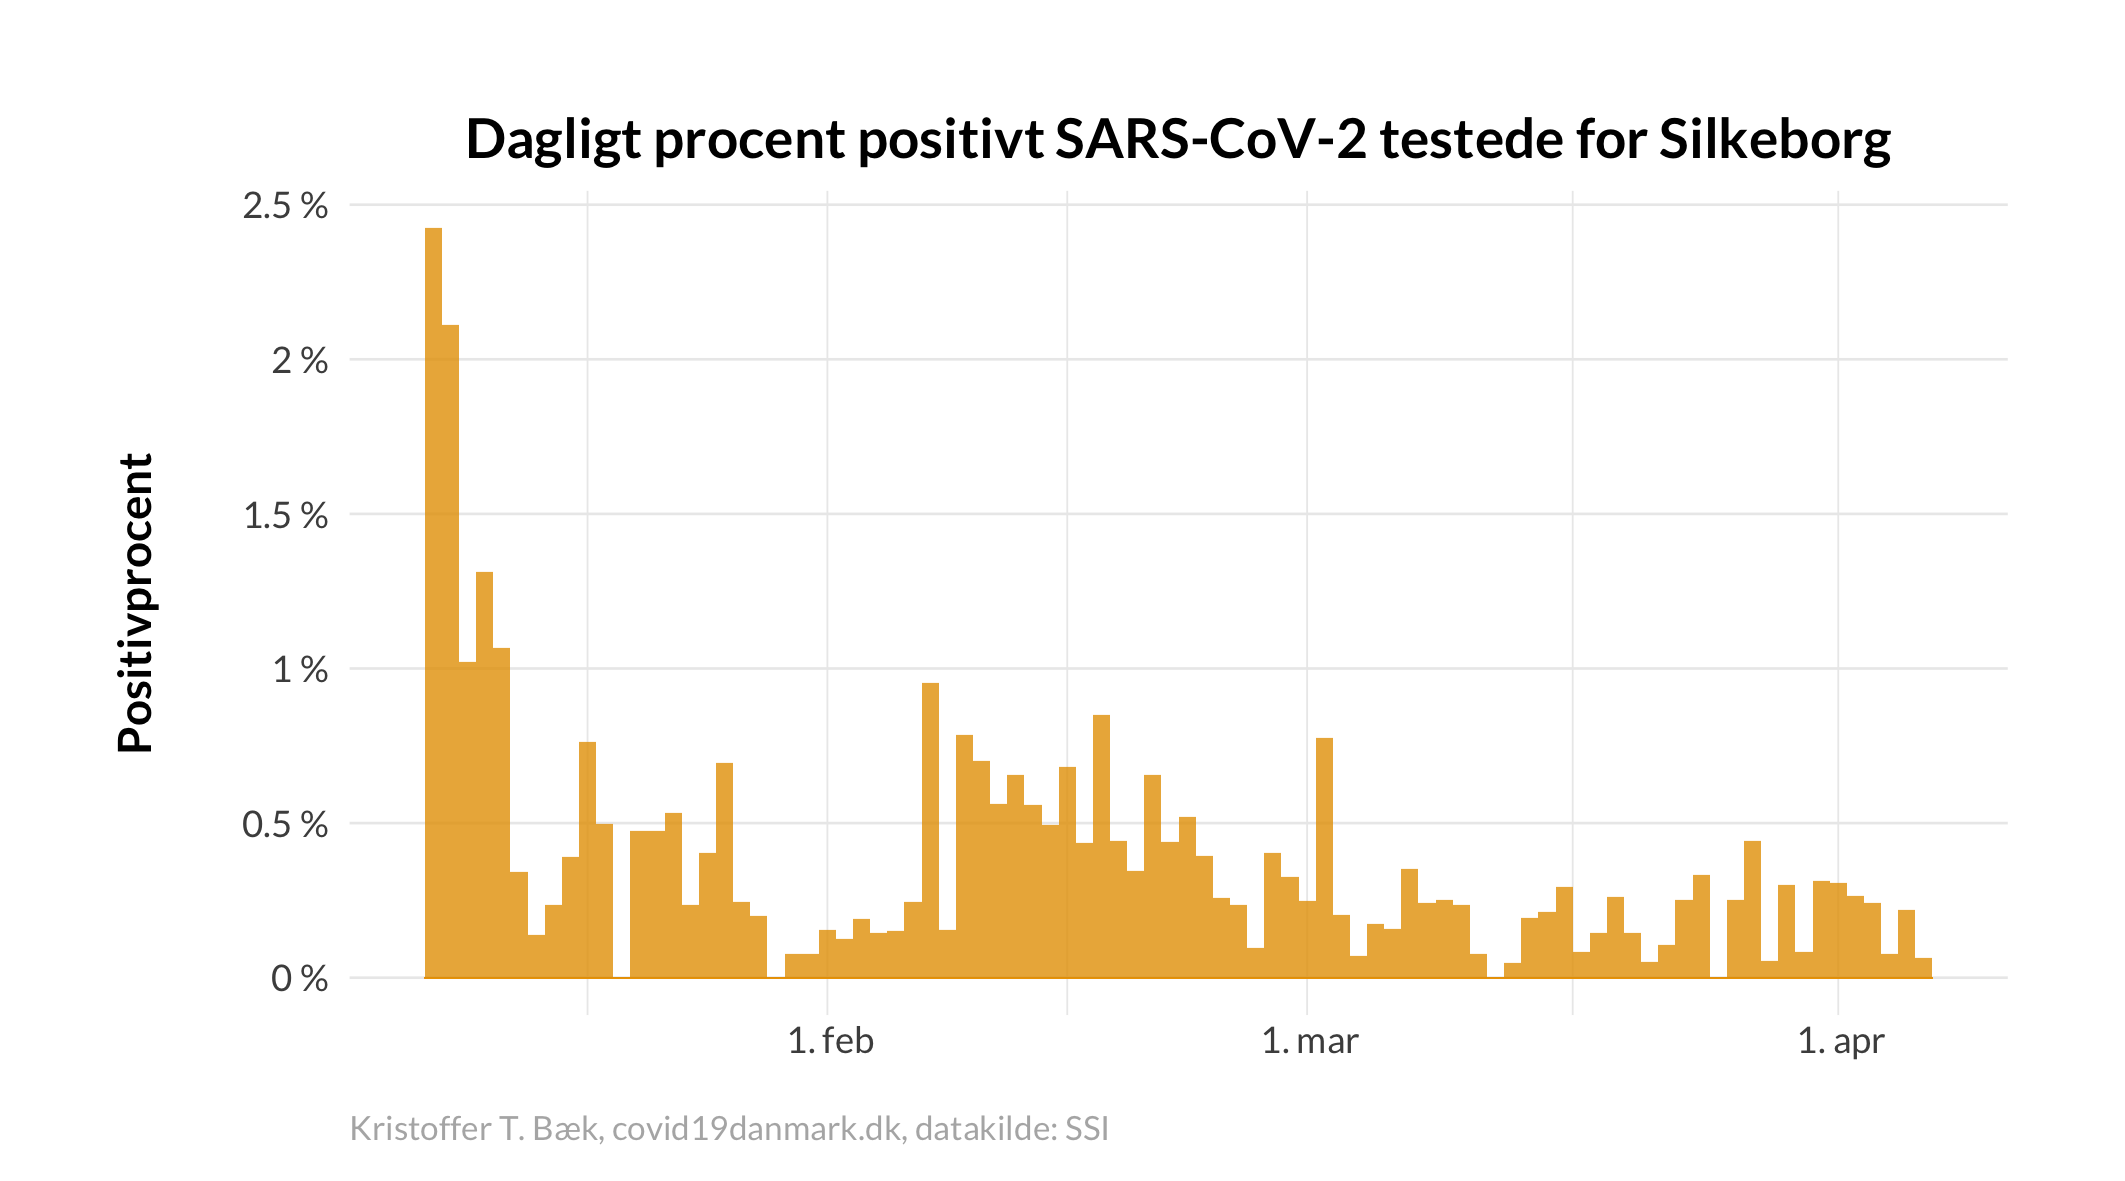 Dagligt procent positivt SARS-CoV-2 testede for Silkeborg
Positivprocent
2.5 %
2 %
1.5 %
1 %
0.5 %
0 %
1. feb
1. mar
1. apr
Kristoffer T. Bæk, covid19danmark.dk, datakilde: SSI